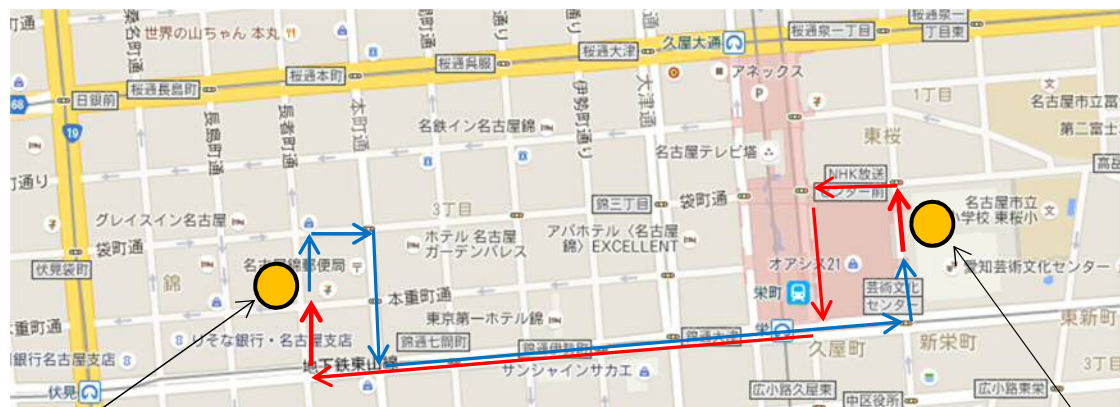 桜通泉一
丁目東
桜通泉一丁目
久屋大通
桜通大津
桜通呉服
桜通本町
桜通長島町
日銀前
68
19
世界の山ちゃん 本丸
桑名町通
長島町通
長者町通
本町通
伊勢町通
大津通
アネックス
P
1丁目
名古屋市立冨
第二富士
東桜
高岳
名鉄イン名古屋錦
名古屋テレビ塔
NHK放送
センター前
袋町通
錦三丁目
3丁目
グレイスイン名古屋
袋町通
伏見袋町
錦
名古屋錦郵便局
ホテル 名古屋
ガーデンパレス
アパホテル〈名古屋
錦〉EXCELLENT
名古屋市立
小学校 東桜小
オアシス21
愛知芸術文化センター
栄町
芸術文化
センター
本重町通
本重町通
東京第一ホテル錦
りそな銀行・名古屋支店
銀行名古屋支店
錦通七間町
錦通伊勢町
錦通大津
栄
久屋町
新栄町
東新町
3丁目
地下鉄東山線
サンシャインサカエ
伏見
広小路久屋東
中区役所
広小路東栄